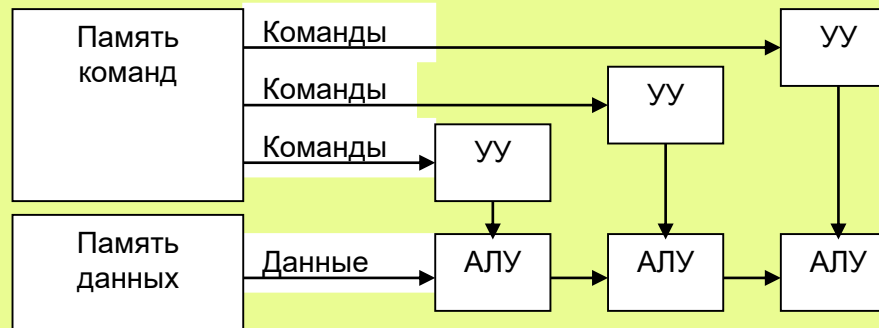 Память
команд
Команды
УУ
Команды
УУ
Команды
УУ
Память
данных
Данные
АЛУ
АЛУ
АЛУ